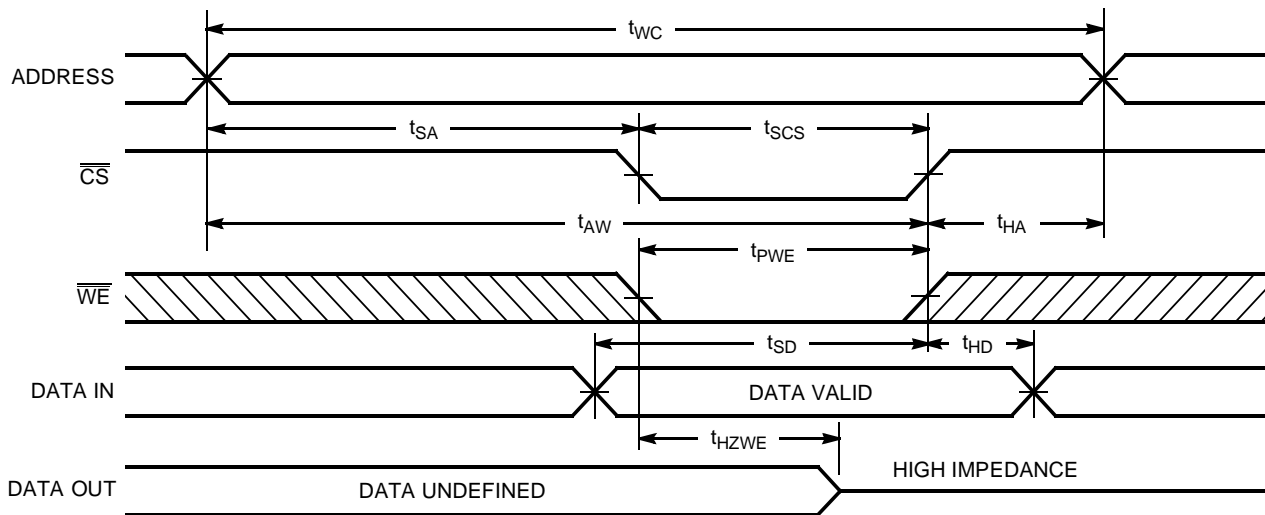 tWC
ADDRESS
tSA
tSCS
CS
tAW
tHA
tPWE
WE
tSD
tHD
DATA IN
DATA VALID
tHZWE
HIGH IMPEDANCE
DATA OUT
DATA UNDEFINED